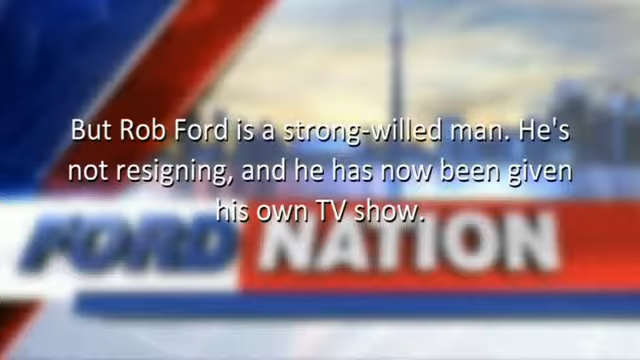 But Rob Ford is a strong-willed man. He's
not resigning, and he has now been given
his own TV show.
FORD NATION